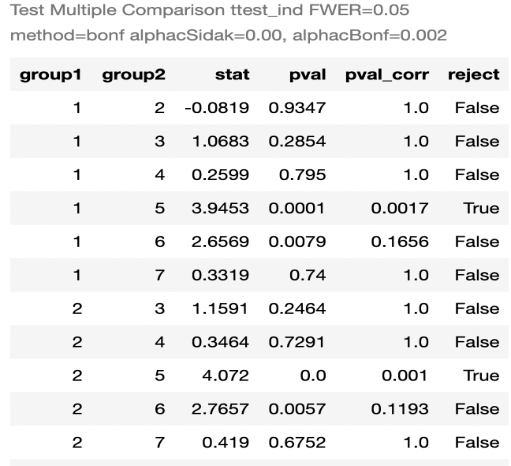 Test Multiple Comparison ttest_ind FWER=0.05
method=bonf alphacSidak=0.00, alphacBonf=0.002
group1 group2 stat pval pval_corr reject
1 2 -0.0819 0.9347 1.0 False
1 3 1.0683 0.2854 1.0 False
1 4 0.2599 0.795 1.0 False
1 5 3.9453 0.0001 0.0017 True
1 6 2.6569 0.0079 0.1656 False
1 7 0.3319 0.74 1.0 False
2 3 1.1591 0.2464 1.0 False
2 4 0.3464 0.7291 1.0 False
2 5 4.072 0.0 0.001 True
2 6 2.7657 0.0057 0.1193 False
2 7 0.419 0.6752 1.0 False